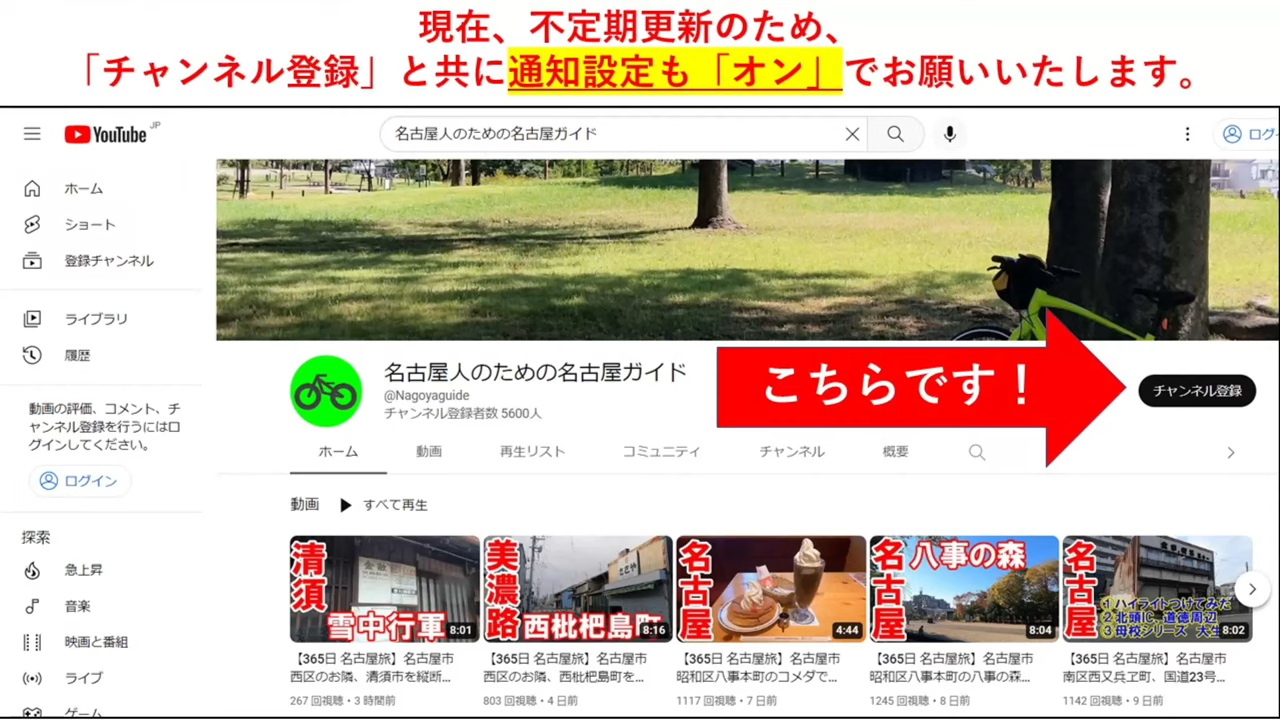 現在、不定期更新のため、
「チャンネル登録」と共に通知設定も「オン」でお願いいたします。
YouTube JP
名古屋人のための名古屋ガイド
ログ
ホーム
ショート
登録チャンネル
ライブラリ
履歴
動画の評価、コメント、チ
ャンネル登録を行うにはロ
グインしてください。
ログイン
探索
急上昇
音楽
映画と番組
ライブ
ゲーム
名古屋人のための名古屋ガイド
@Nagoyaguide
チャンネル登録者数 5600人
こちらです！
チャンネル登録
ホーム 動画 再生リスト コミュニティ チャンネル 概要
動画 すべて再生
清須
雪中行軍
8:01
【365日 名古屋旅】名古屋市
西区のお隣、清須市を縦断...
267 回視聴・3 時間前
美濃路
西枇杷島町
8:16
【365日 名古屋旅】名古屋市
西区のお隣、西枇杷島町を...
803 回視聴・4 日前
名古屋
4:44
【365日 名古屋旅】名古屋市
昭和区八事本町のコメダで...
1117 回視聴・7 日前
名古屋
八事の森
8:04
【365日 名古屋旅】名古屋市
昭和区八事本町の八事の森...
1245 回視聴・8 日前
名古屋
①ハイライトつけてみた
②北頭IC、道徳周辺
③母校シリーズ 大生
8:02
【365日 名古屋旅】名古屋市
南区西又兵ヱ町、国道23号...
1142 回視聴・9 日前